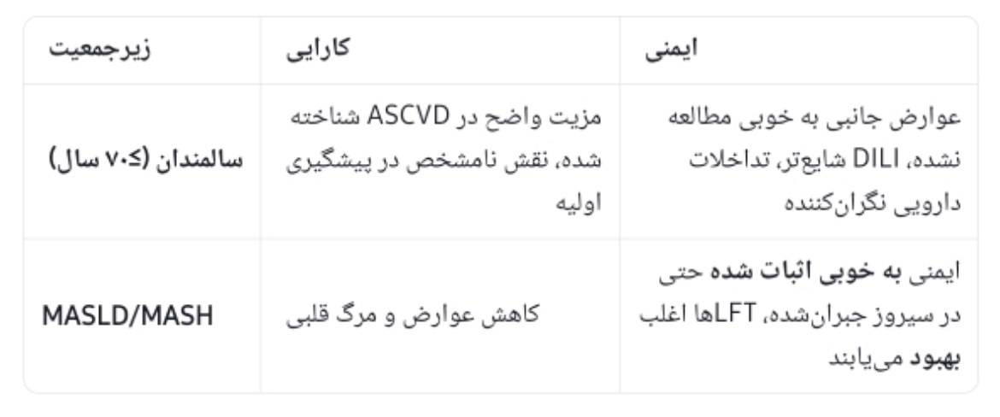 زیرجمعیت
کارایی
ایمنی
سالمندان (≥۷۰ سال)
مزیت واضح در ASCVD شناخته
شده، نقش نامشخص در پیشگیری
اولیه
عوارض جانبی به خوبی مطالعه
نشده، DILI شایع‌تر، تداخلات
دارویی نگران‌کننده
MASLD/MASH
کاهش عوارض و مرگ قلبی
ایمنی به خوبی اثبات شده حتی
در سیروز جبران‌شده، LFTها اغلب
بهبود می‌یابند